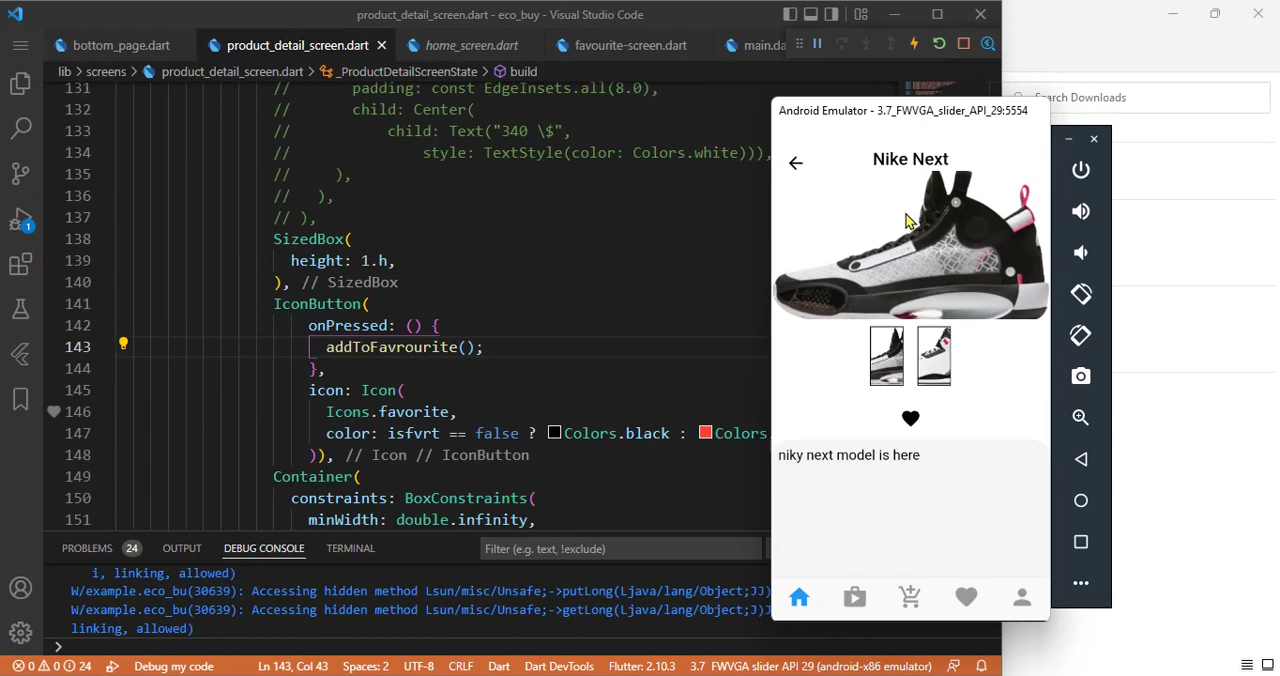 product_detail_screen.dart - eco_buy - Visual Studio Code
bottom_page.dart
product_detail_screen.dart
home_screen.dart
favourite-screen.dart
main.da
lib > screens > product_detail_screen.dart > _ProductDetailScreenState > build
131 // padding: const EdgeInsets.all(8.0),
132 // child: Center(
133 // child: Text("340 \$",
134 // style: TextStyle(color: Colors.white))),
135 // ),
136 // ),
137 // ),
138 SizedBox(
139 height: 1.h,
140 ), // SizedBox
141 IconButton(
142 onPressed: () {
143 addToFavrourite();
144 },
145 icon: Icon(
146 Icons.favorite,
147 color: isfvrt == false ? Colors.black : Colors
148 )), // Icon // IconButton
149 Container(
150 constraints: BoxConstraints(
151 minWidth: double.infinity,
PROBLEMS 24 OUTPUT DEBUG CONSOLE TERMINAL Filter (e.g. text, !exclude)
i, linking, allowed)
W/example.eco_bu(30639): Accessing hidden method Lsun/misc/Unsafe;->putLong(Ljava/lang/Object;JJ)
W/example.eco_bu(30639): Accessing hidden method Lsun/misc/Unsafe;->getLong(Ljava/lang/Object;J)J
linking, allowed)
1
0 0 24 Debug my code Ln 143, Col 43 Spaces: 2 UTF-8 CRLF Dart Dart DevTools Flutter: 2.10.3 3.7 FWVGA slider API 29 (android-x86 emulator)
Search Downloads
Android Emulator - 3.7_FWVGA_slider_API_29:5554
Nike Next
niky next model is here